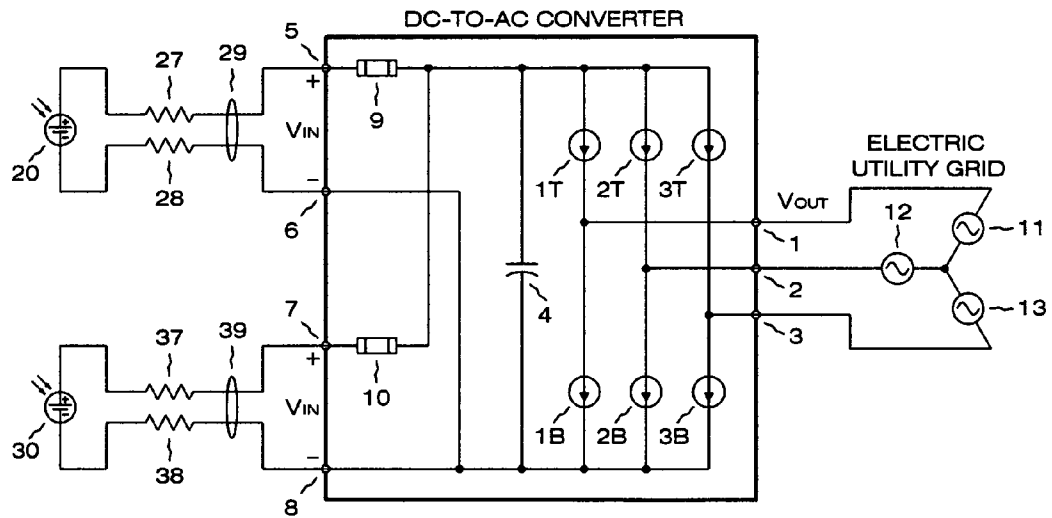 DC-TO-AC CONVERTER
5
27
29
+
9
VIN
20
28
1T
2T
3T
ELECTRIC
UTILITY GRID
−
6
VOUT
12
11
1
2
7
4
3
13
37
39
+
10
VIN
30
38
1B
2B
3B
−
8